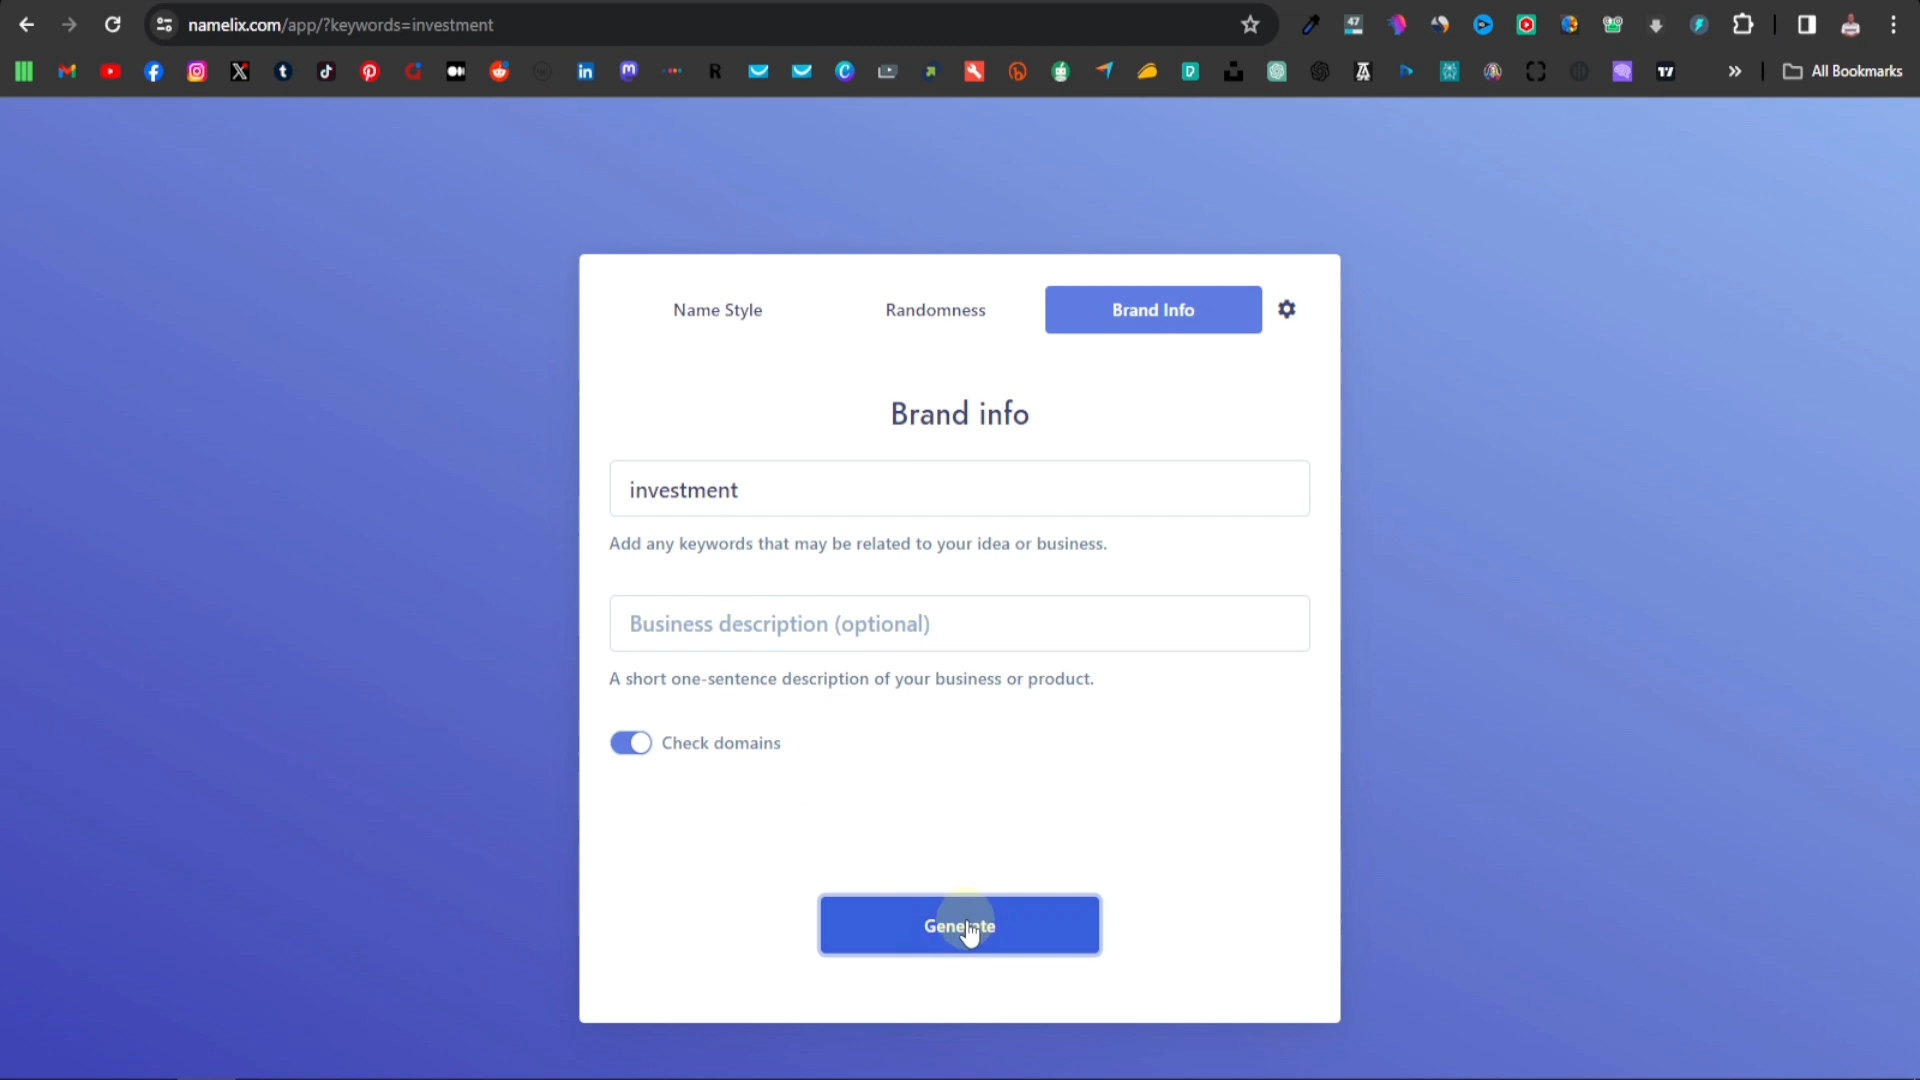 namelix.com/app/?keywords=investment
47
All Bookmarks
Name Style
Randomness
Brand Info
Brand info
investment
Add any keywords that may be related to your idea or business.
Business description (optional)
A short one-sentence description of your business or product.
Check domains
Generate